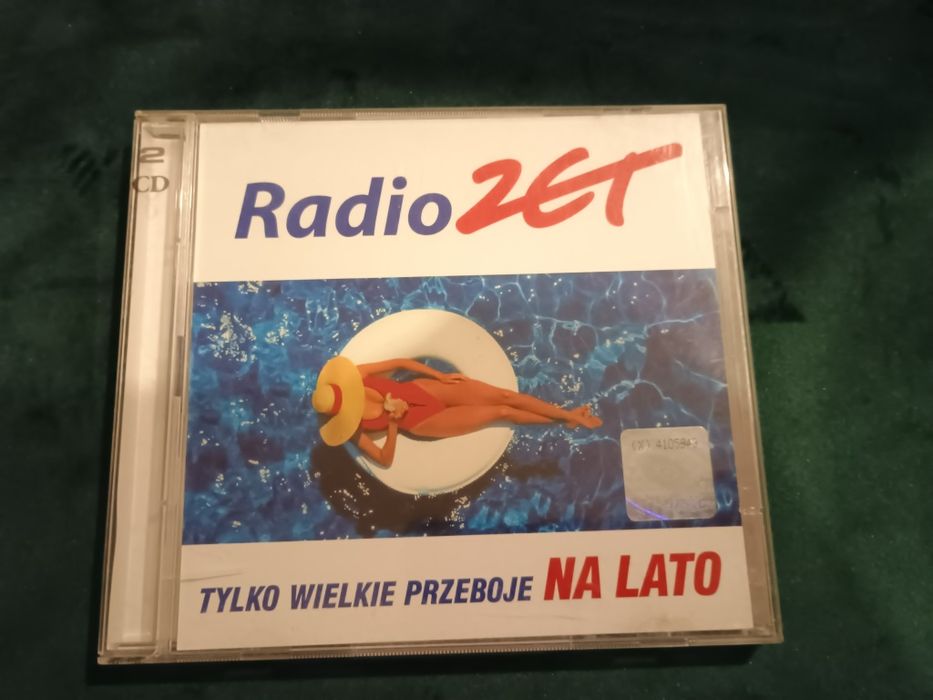 2
CD
Radio ZET
TYLKO WIELKIE PRZEBOJE NA LATO